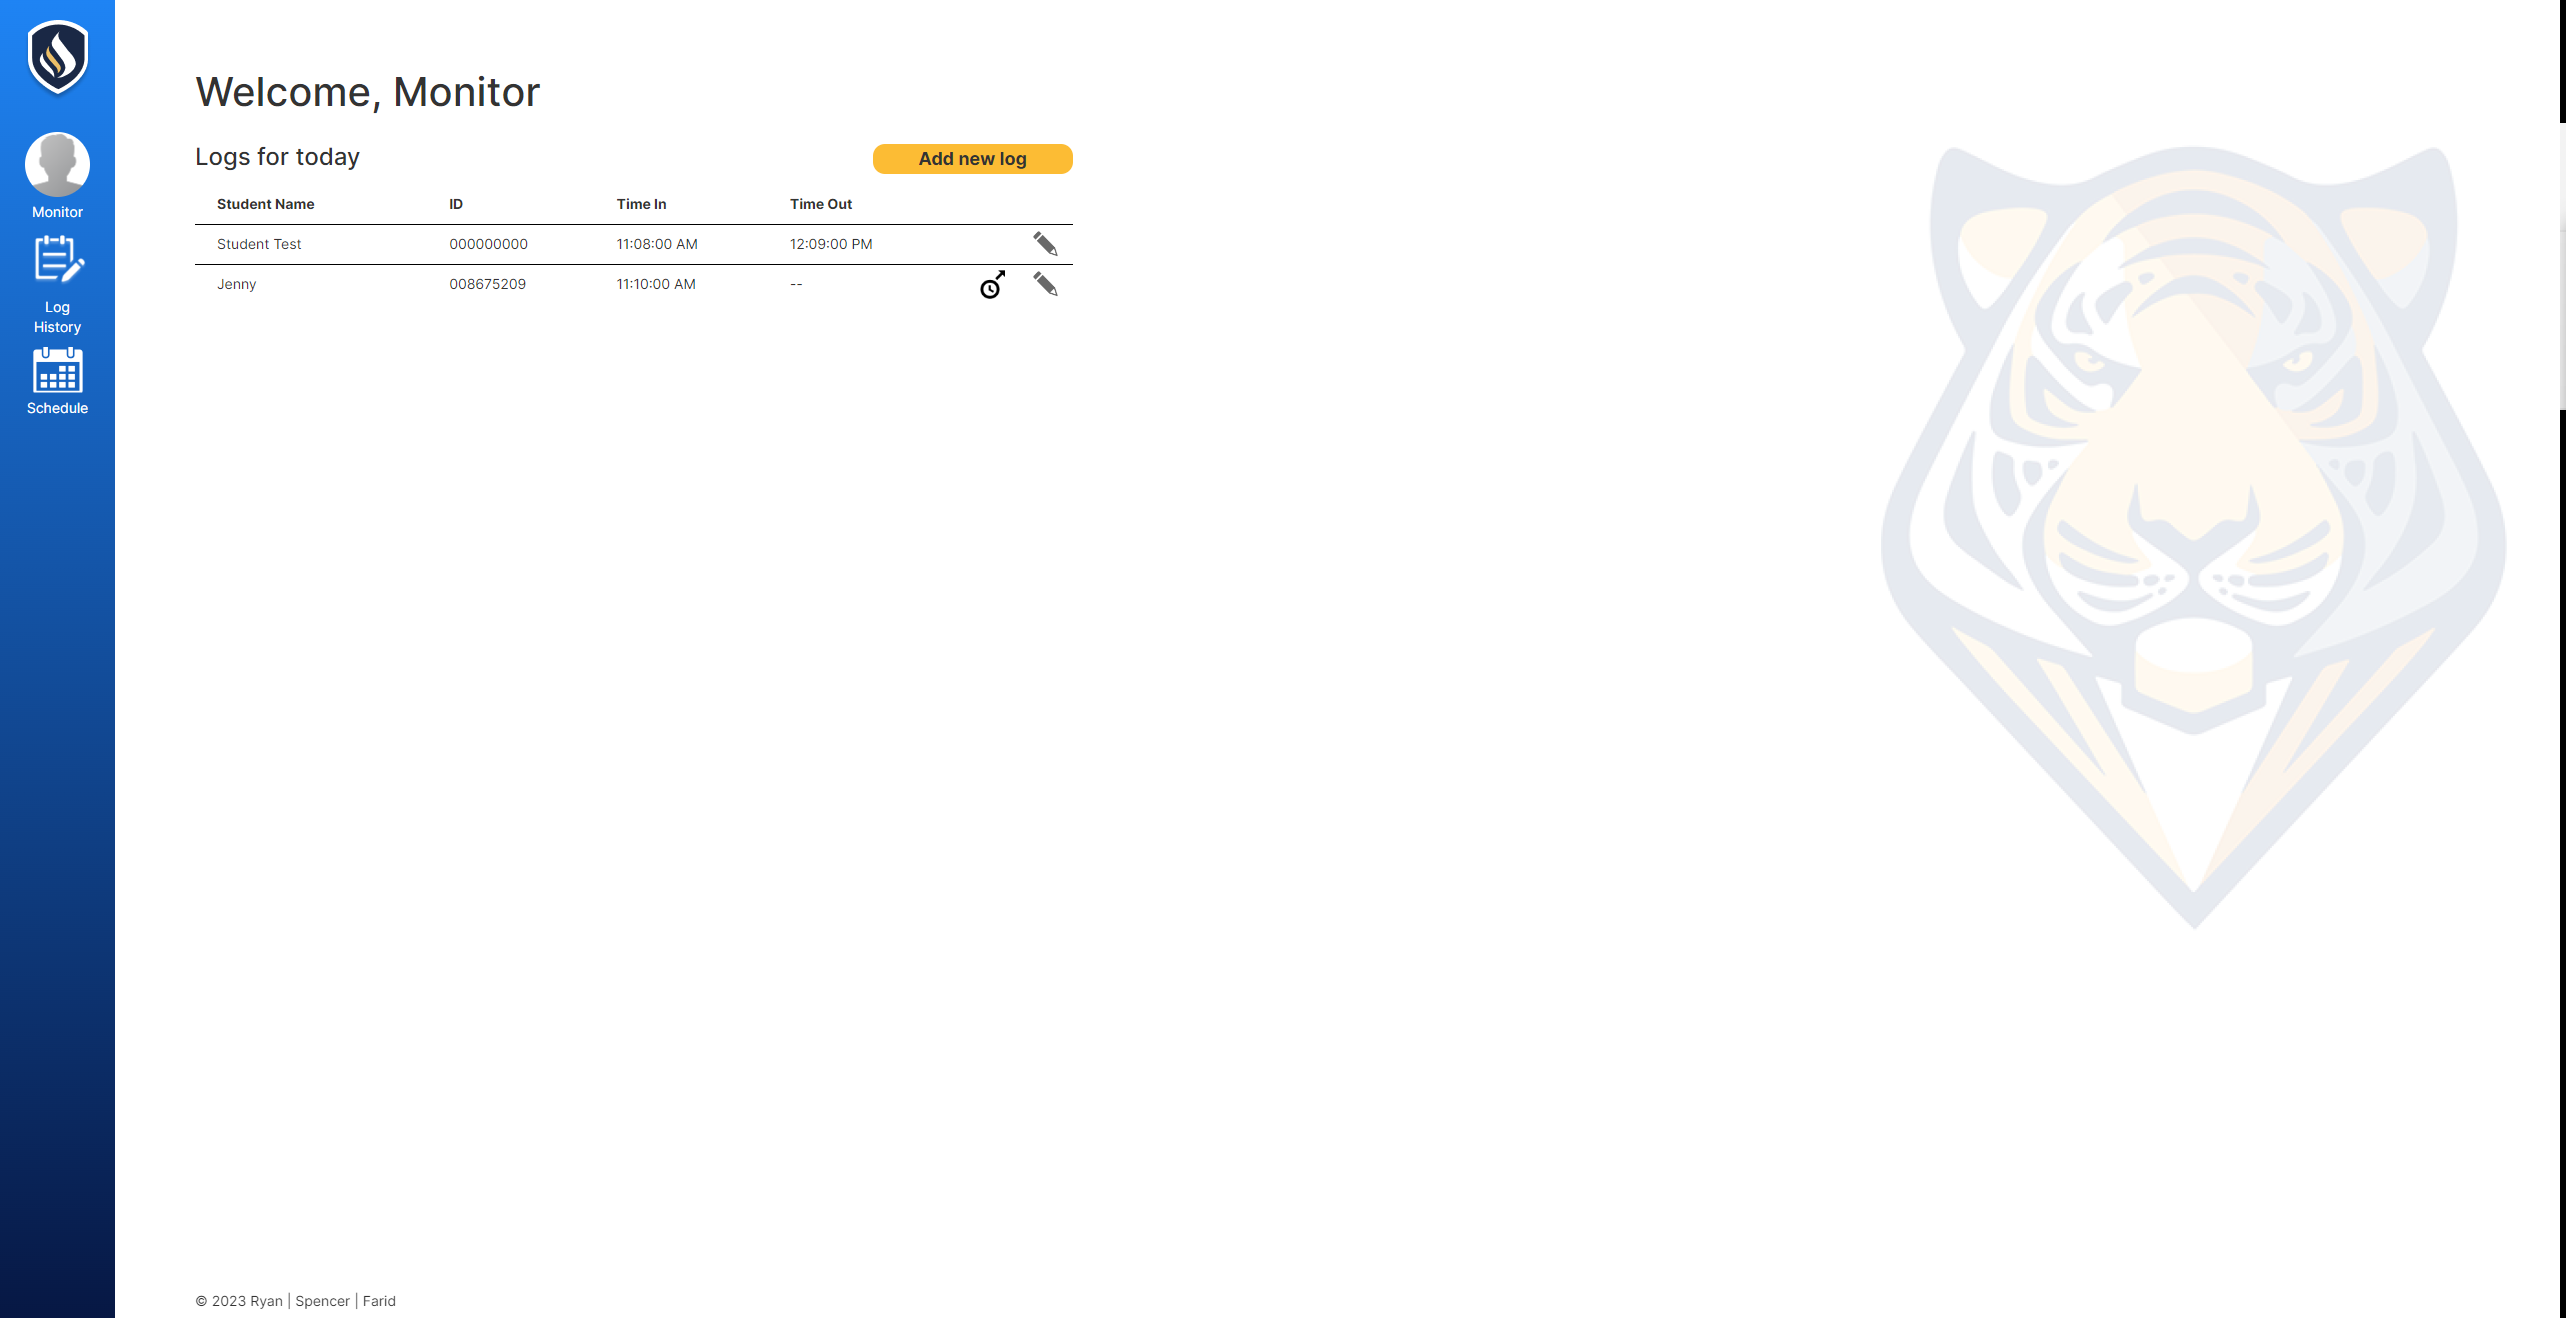 Welcome, Monitor
Logs for today
Add new log
Student Name ID Time In Time Out
Student Test 000000000 11:08:00 AM 12:09:00 PM
Jenny 008675209 11:10:00 AM --
Monitor
Log
History
Schedule
© 2023 Ryan | Spencer | Farid